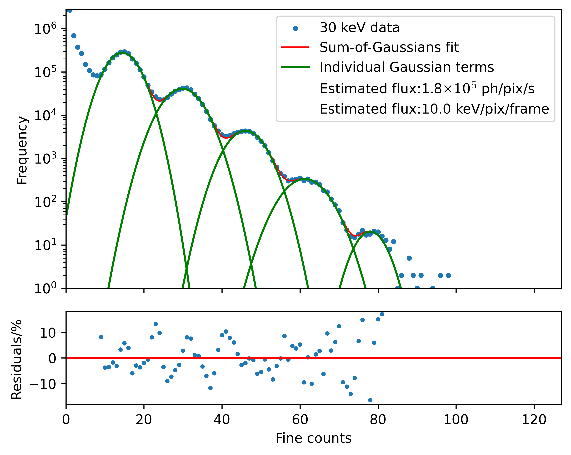 10⁶
10⁵
10⁴
10³
10²
10¹
10⁰
Frequency
30 keV data
Sum-of-Gaussians fit
Individual Gaussian terms
Estimated flux:1.8×10⁵ ph/pix/s
Estimated flux:10.0 keV/pix/frame
10
0
−10
Residuals/%
0 20 40 60 80 100 120
Fine counts